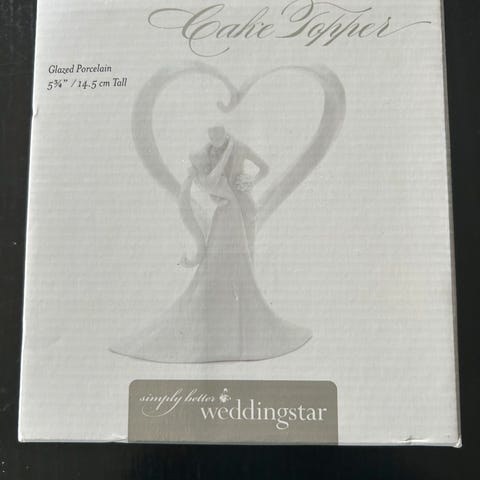 Cake Topper
Glazed Porcelain
5¾” / 14.5 cm Tall
simply better
weddingstar